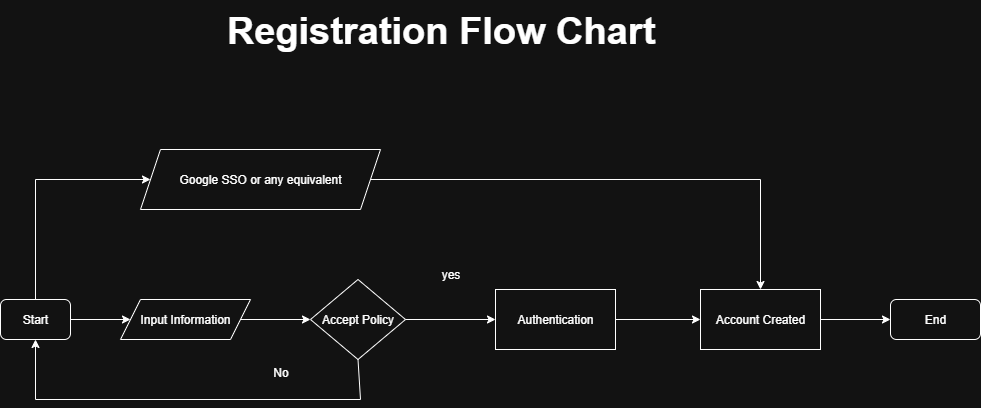 Registration Flow Chart
Google SSO or any equivalent
yes
Start
Input Information
Accept Policy
Authentication
Account Created
End
No